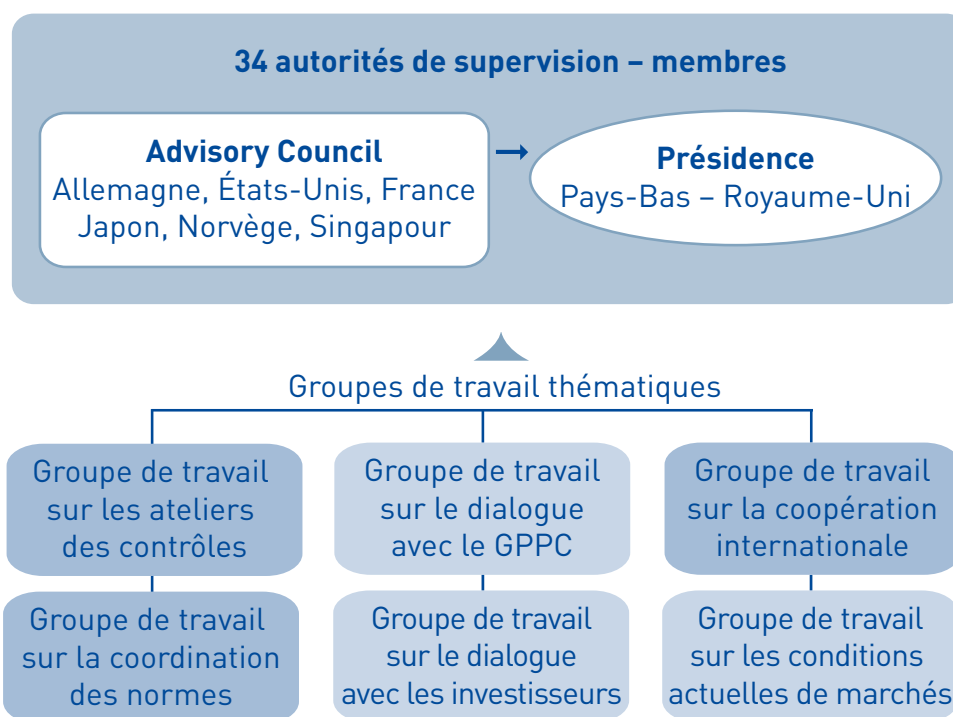 34 autorités de supervision – membres
Advisory Council
Allemagne, États-Unis, France
Japon, Norvège, Singapour
Présidence
Pays-Bas – Royaume-Uni
Groupes de travail thématiques
Groupe de travail
sur les ateliers
des contrôles
Groupe de travail
sur le dialogue
avec le GPPC
Groupe de travail
sur la coopération
internationale
Groupe de travail
sur la coordination
des normes
Groupe de travail
sur le dialogue
avec les investisseurs
Groupe de travail
sur les conditions
actuelles de marchés